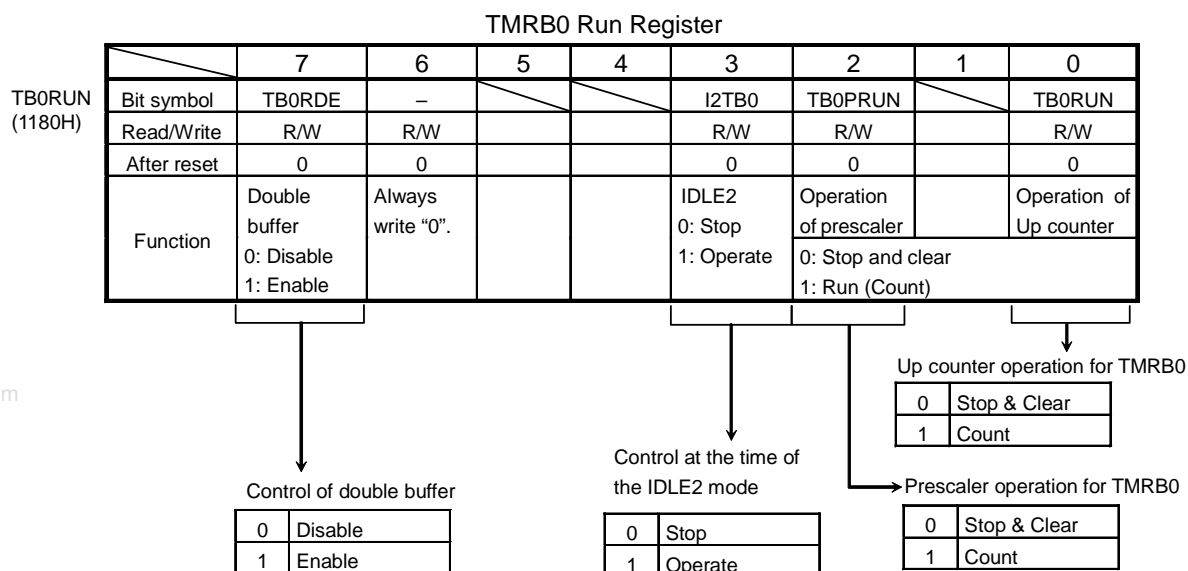 TMRB0 Run Register
7 6 5 4 3 2 1 0
TB0RUN
(1180H)
Bit symbol TB0RDE – I2TB0 TB0PRUN TB0RUN
Read/Write R/W R/W R/W R/W R/W
After reset 0 0 0 0 0
Function
Double
buffer
0: Disable
1: Enable
Always
write “0”.
IDLE2
0: Stop
1: Operate
Operation
of prescaler
Operation of
Up counter
0: Stop and clear
1: Run (Count)
Up counter operation for TMRB0
0 Stop & Clear
1 Count
m
Control at the time of
the IDLE2 mode
0 Stop
1 Operate
Prescaler operation for TMRB0
0 Stop & Clear
1 Count
Control of double buffer
0 Disable
1 Enable